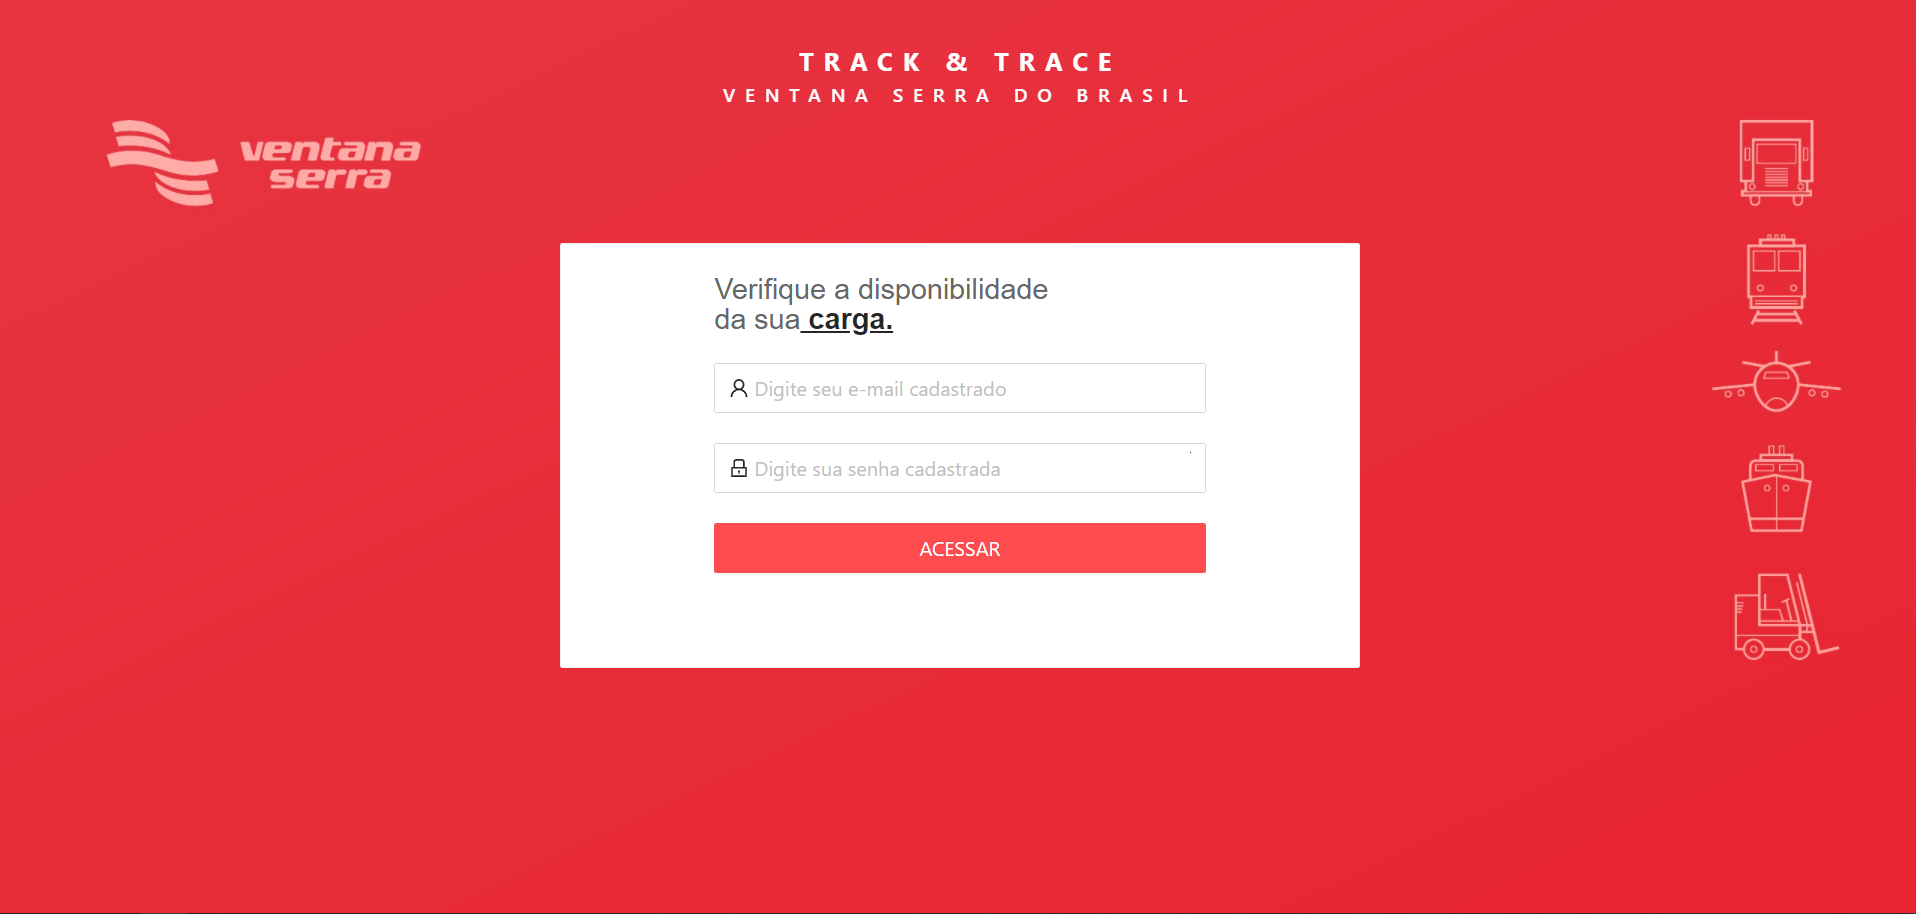 TRACK & TRACE
VENTANA SERRA DO BRASIL
ventana
serra
Verifique a disponibilidade
da sua carga.
Digite seu e-mail cadastrado
Digite sua senha cadastrada
ACESSAR